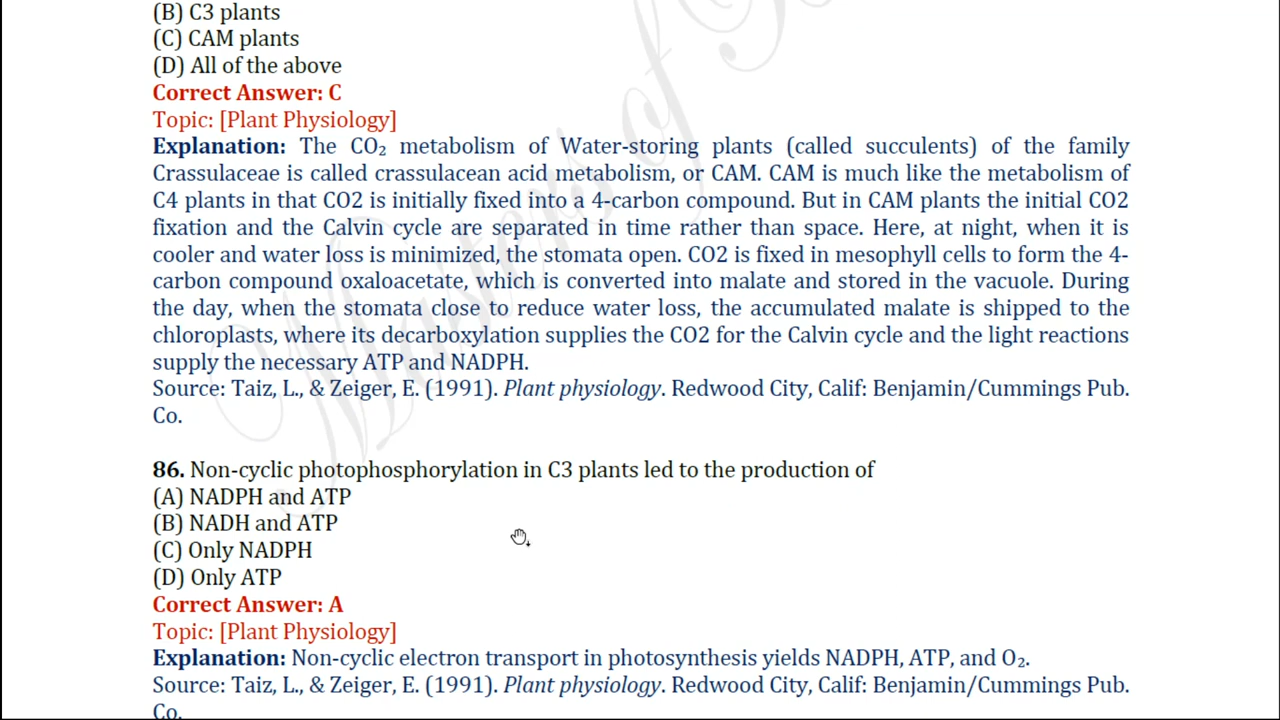 (B) C3 plants
(C) CAM plants
(D) All of the above
Correct Answer: C
Topic: [Plant Physiology]
Explanation: The CO₂ metabolism of Water-storing plants (called succulents) of the family
Crassulaceae is called crassulacean acid metabolism, or CAM. CAM is much like the metabolism of
C4 plants in that CO2 is initially fixed into a 4-carbon compound. But in CAM plants the initial CO2
fixation and the Calvin cycle are separated in time rather than space. Here, at night, when it is
cooler and water loss is minimized, the stomata open. CO2 is fixed in mesophyll cells to form the 4-
carbon compound oxaloacetate, which is converted into malate and stored in the vacuole. During
the day, when the stomata close to reduce water loss, the accumulated malate is shipped to the
chloroplasts, where its decarboxylation supplies the CO2 for the Calvin cycle and the light reactions
supply the necessary ATP and NADPH.
Source: Taiz, L., & Zeiger, E. (1991). Plant physiology. Redwood City, Calif: Benjamin/Cummings Pub.
Co.
86. Non-cyclic photophosphorylation in C3 plants led to the production of
(A) NADPH and ATP
(B) NADH and ATP
(C) Only NADPH
(D) Only ATP
Correct Answer: A
Topic: [Plant Physiology]
Explanation: Non-cyclic electron transport in photosynthesis yields NADPH, ATP, and O₂.
Source: Taiz, L., & Zeiger, E. (1991). Plant physiology. Redwood City, Calif: Benjamin/Cummings Pub.
Co.
Masters of